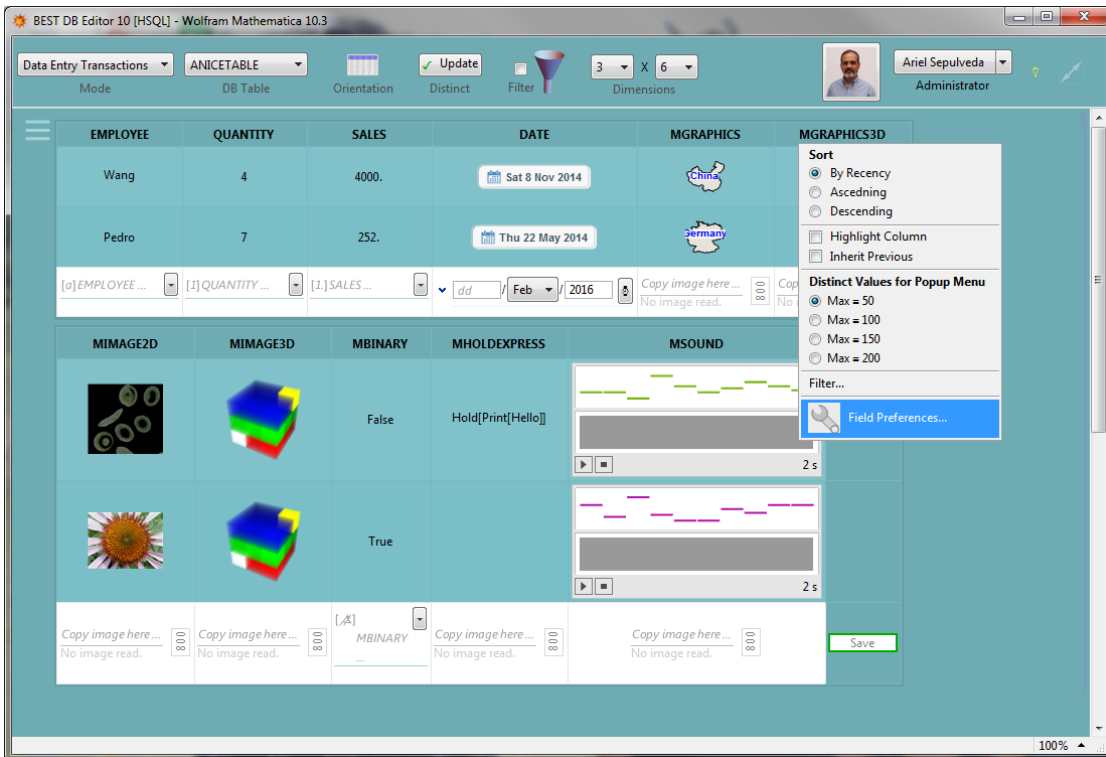 BEST DB Editor 10 [HSQL] - Wolfram Mathematica 10.3
Data Entry Transactions ANICETABLE Update 3 X 6 Ariel Sepulveda
Mode DB Table Orientation Distinct Filter Dimensions Administrator
EMPLOYEE QUANTITY SALES DATE MGRAPHICS MGRAPHICS3D
Wang 4 4000. Sat 8 Nov 2014 China
Pedro 7 252. Thu 22 May 2014 Germany
[a] EMPLOYEE ... [1] QUANTITY ... [1.] SALES ... dd / Feb / 2016 Copy image here ... Cop
No image read. No i
Sort
By Recency
Ascedning
Descending
Highlight Column
Inherit Previous
Distinct Values for Popup Menu
Max = 50
Max = 100
Max = 150
Max = 200
Filter...
Field Preferences...
MIMAGE2D MIMAGE3D MBINARY MHOLDEXPRESS MSOUND
False Hold[Print[Hello]]
2 s
True
2 s
Copy image here ... Copy image here ... MBINARY Copy image here ... Copy image here ... Save
No image read. No image read. ... No image read. No image read.
100%